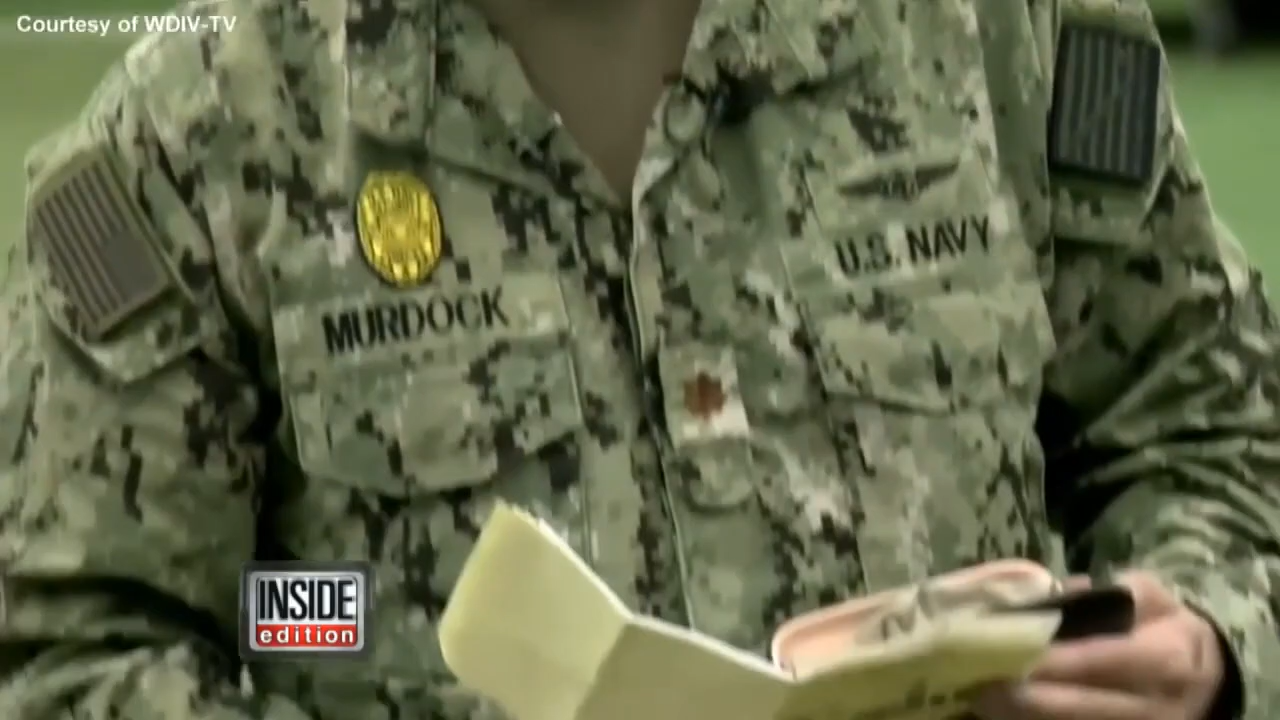 Courtesy of WDIV-TV
MURDOCK
U.S. NAVY
INSIDE
edition